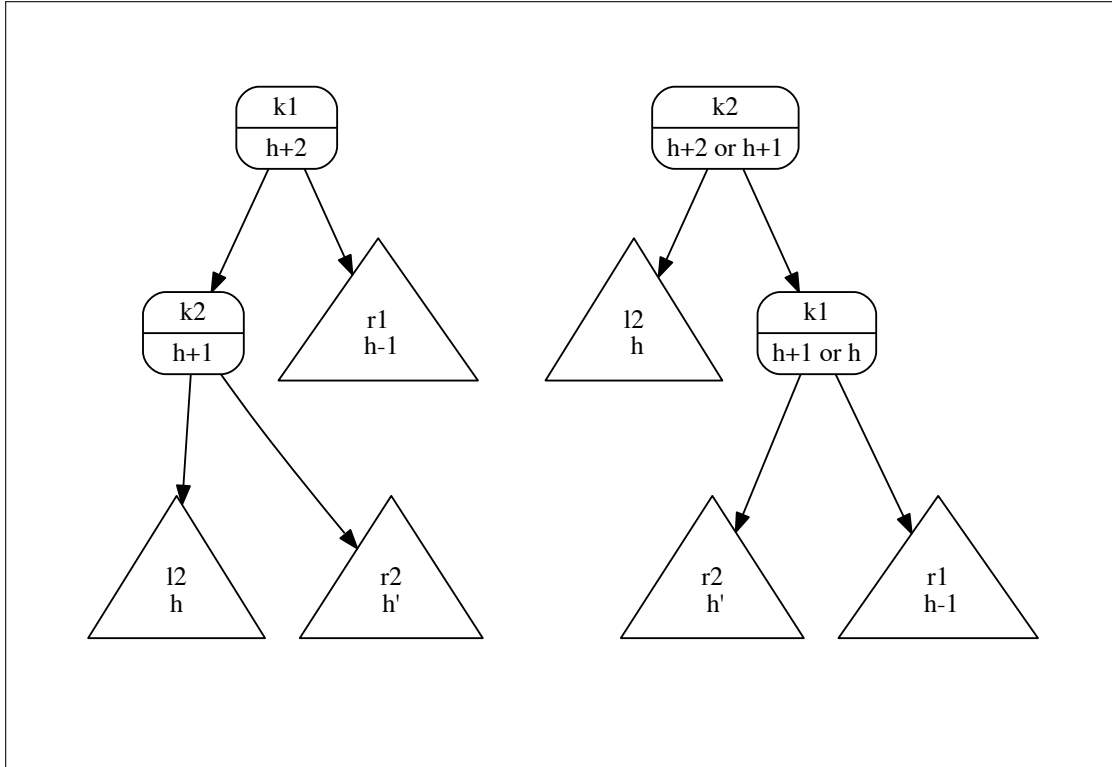 k1
h+2
k2
h+1
r1
h-1
l2
h
r2
h'
k2
h+2 or h+1
l2
h
k1
h+1 or h
r2
h'
r1
h-1